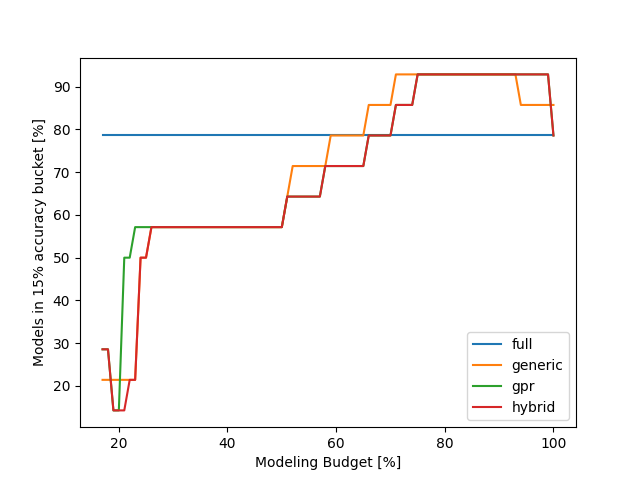 Models in 15% accuracy bucket [%]
90
80
70
60
50
40
30
20
20 40 60 80 100
Modeling Budget [%]
full
generic
gpr
hybrid